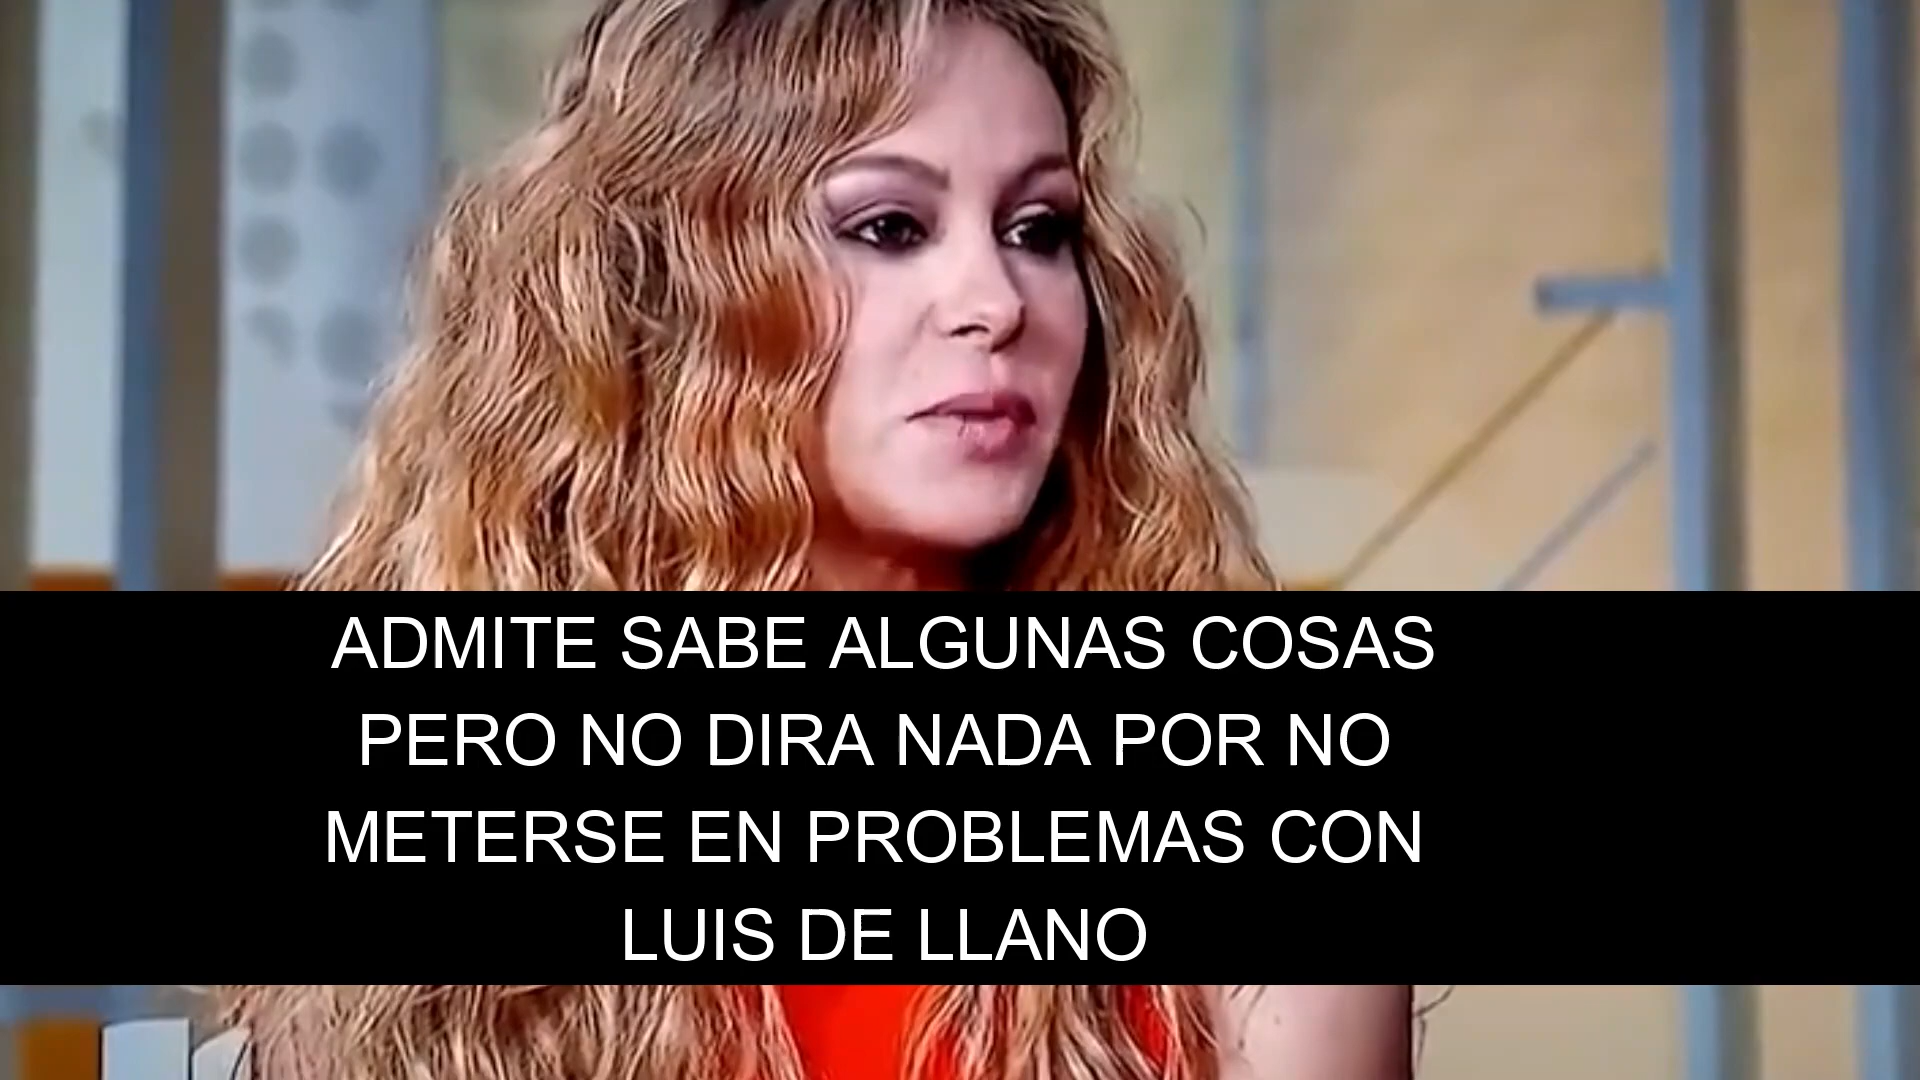 ADMITE SABE ALGUNAS COSAS
PERO NO DIRA NADA POR NO
METERSE EN PROBLEMAS CON
LUIS DE LLANO